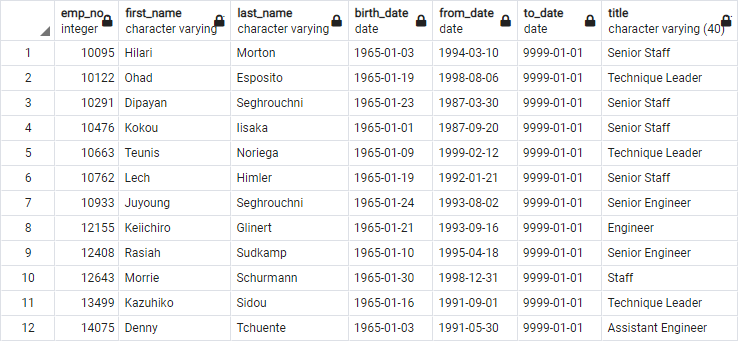 emp_no first_name last_name birth_date from_date to_date title
integer character varying character varying date date date character varying (40)
1 10095 Hilari Morton 1965-01-03 1994-03-10 9999-01-01 Senior Staff
2 10122 Ohad Esposito 1965-01-19 1998-08-06 9999-01-01 Technique Leader
3 10291 Dipayan Seghrouchni 1965-01-23 1987-03-30 9999-01-01 Senior Staff
4 10476 Kokou Iisaka 1965-01-01 1987-09-20 9999-01-01 Senior Staff
5 10663 Teunis Noriega 1965-01-09 1999-02-12 9999-01-01 Technique Leader
6 10762 Lech Himler 1965-01-19 1992-01-21 9999-01-01 Senior Staff
7 10933 Juyoung Seghrouchni 1965-01-24 1993-08-02 9999-01-01 Senior Engineer
8 12155 Keiichiro Glinert 1965-01-21 1993-09-16 9999-01-01 Engineer
9 12408 Rasiah Sudkamp 1965-01-10 1995-04-18 9999-01-01 Senior Engineer
10 12643 Morrie Schurmann 1965-01-30 1998-12-31 9999-01-01 Staff
11 13499 Kazuhiko Sidou 1965-01-16 1991-09-01 9999-01-01 Technique Leader
12 14075 Denny Tchuente 1965-01-03 1991-05-30 9999-01-01 Assistant Engineer